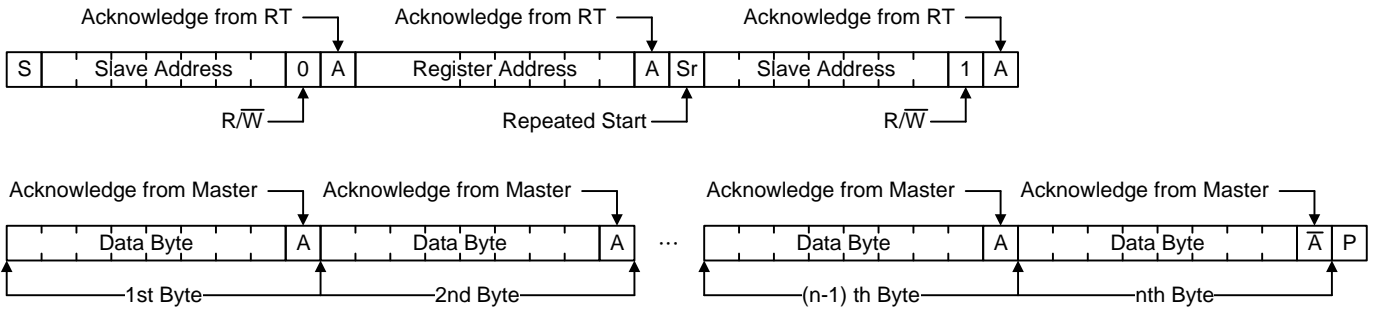 Acknowledge from RT Acknowledge from RT Acknowledge from RT
S Slave Address 0 A Register Address A Sr Slave Address 1 A
R/W̅ Repeated Start R/W̅
Acknowledge from Master Acknowledge from Master Acknowledge from Master Acknowledge from Master
Data Byte A Data Byte A ... Data Byte A Data Byte A̅ P
1st Byte 2nd Byte (n-1) th Byte nth Byte